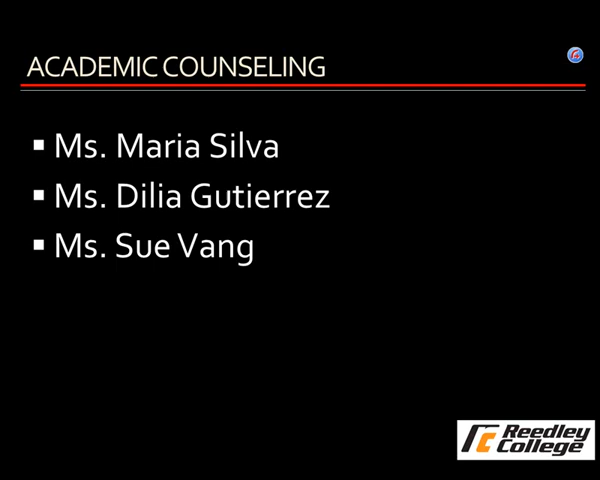 ACADEMIC COUNSELING
▪ Ms. Maria Silva
▪ Ms. Dilia Gutierrez
▪ Ms. Sue Vang
Reedley
College